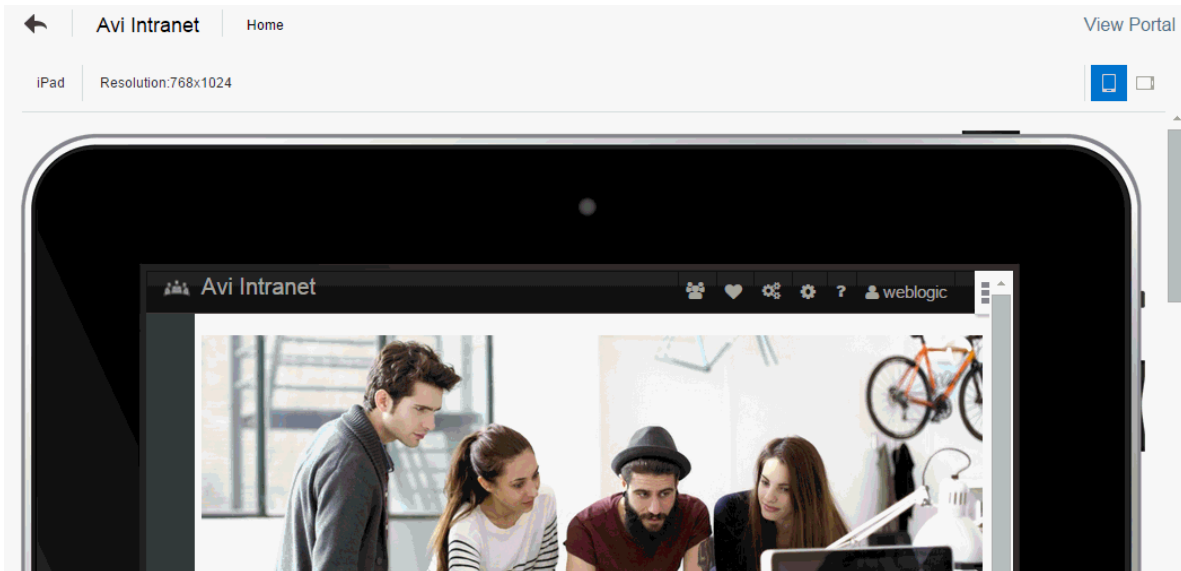 Avi Intranet Home View Portal
iPad Resolution:768x1024
Avi Intranet ? weblogic